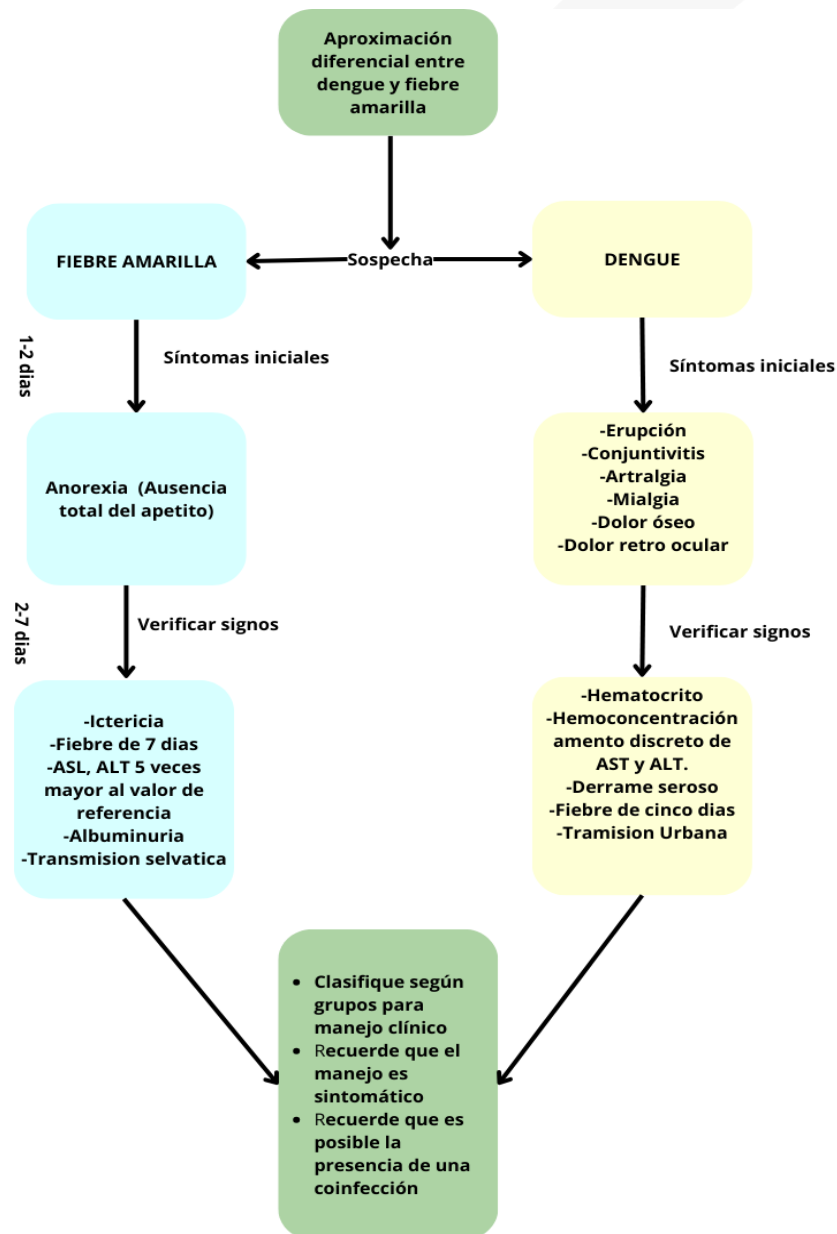 Aproximación
diferencial entre
dengue y fiebre
amarilla
FIEBRE AMARILLA
Sospecha
DENGUE
1-2 dias
Síntomas iniciales
Síntomas iniciales
Anorexia (Ausencia
total del apetito)
-Erupción
-Conjuntivitis
-Artralgia
-Mialgia
-Dolor óseo
-Dolor retro ocular
2-7 dias
Verificar signos
Verificar signos
-Ictericia
-Fiebre de 7 dias
-ASL, ALT 5 veces
mayor al valor de
referencia
-Albuminuria
-Transmision selvatica
-Hematocrito
-Hemoconcentración
amento discreto de
AST y ALT.
-Derrame seroso
-Fiebre de cinco dias
-Tramision Urbana
• Clasifique según
grupos para
manejo clínico
• Recuerde que el
manejo es
sintomático
• Recuerde que es
posible la
presencia de una
coinfección